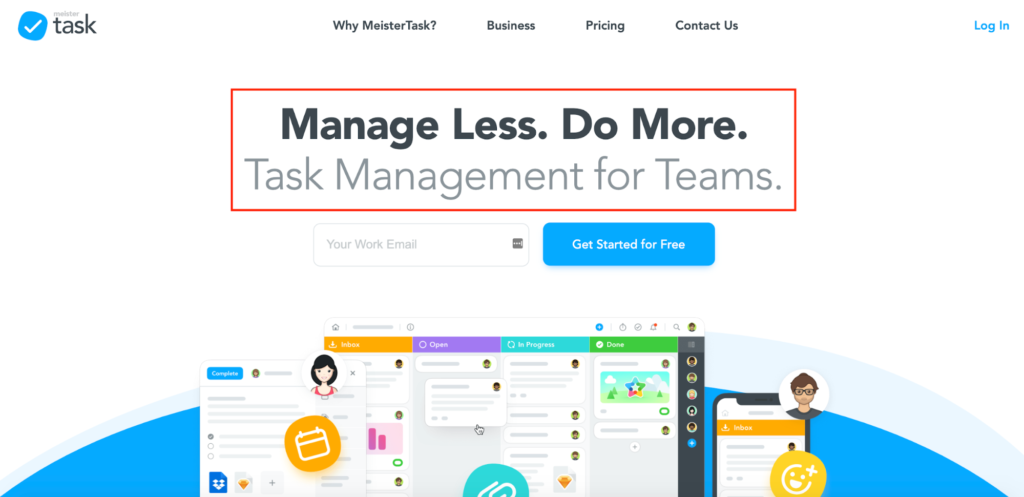 meister
task
Why MeisterTask?
Business
Pricing
Contact Us
Log In
Manage Less. Do More.
Task Management for Teams.
Your Work Email
Get Started for Free
Inbox
Open
In Progress
Done
Complete
Inbox